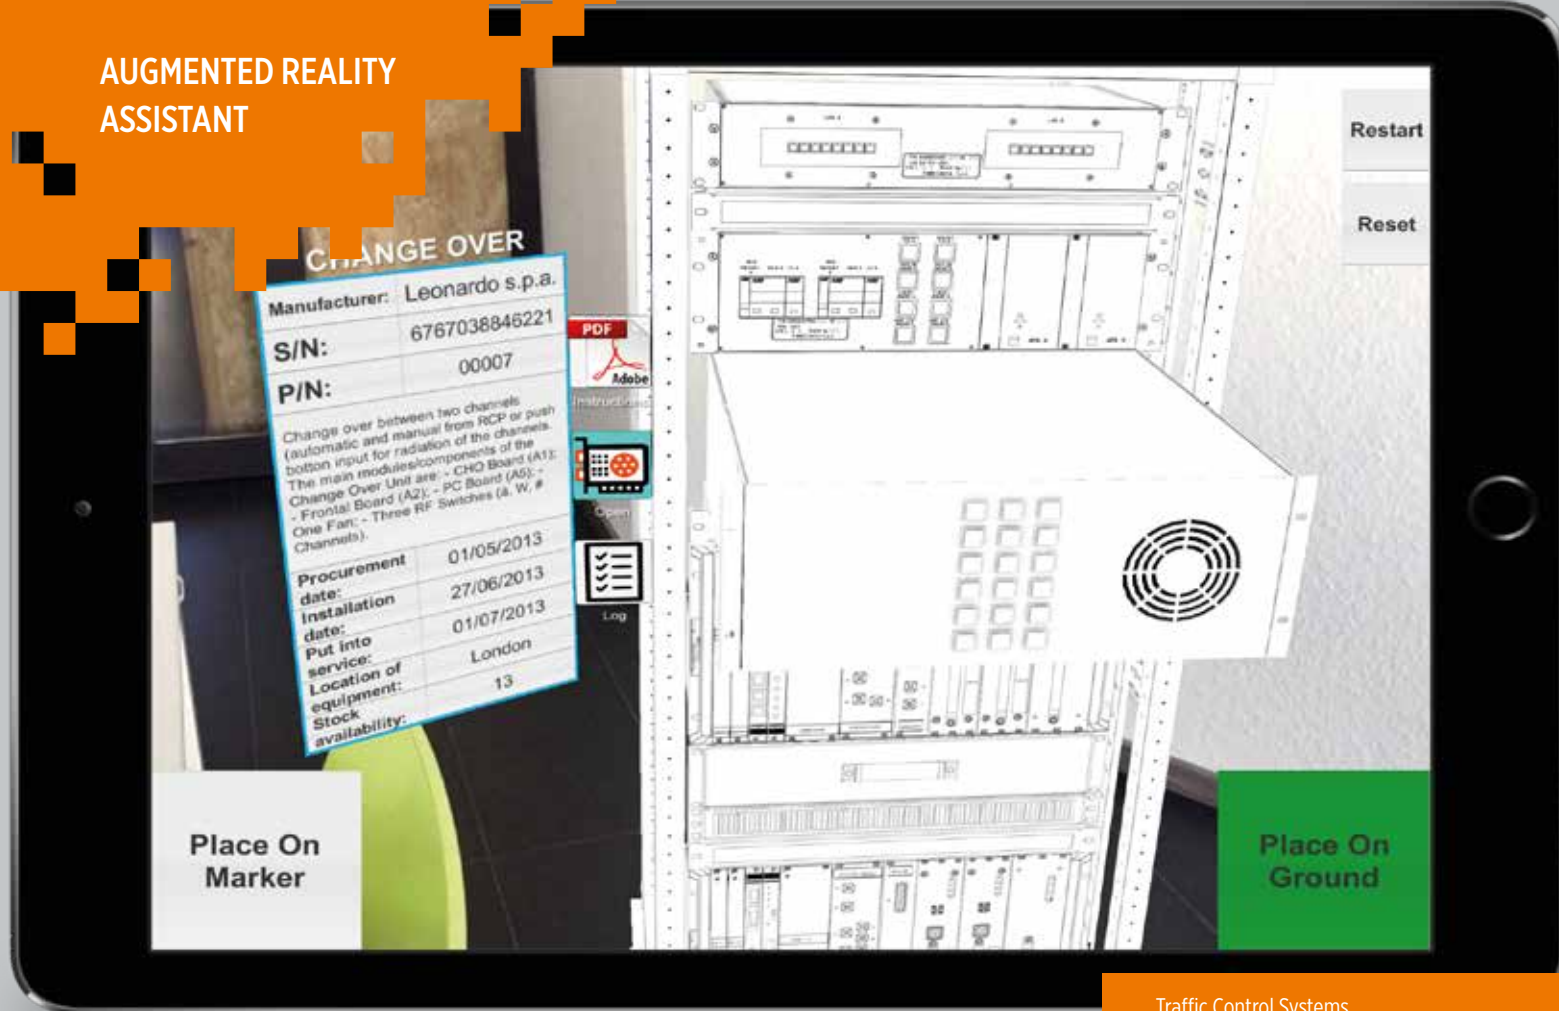 AUGMENTED REALITY
ASSISTANT
Restart
Reset
CHANGE OVER
Manufacturer: Leonardo s.p.a.
S/N: 6767038846221
P/N: 00007
Change over between two channels
(automatic and manual from RCP or push
botton input for radiation of the channels.
The main modules/components of the
Change Over Unit are: - CHO Board (A1);
- Frontal Board (A2); - PC Board (A5); -
One Fan; - Three RF Switches (à. W, #
Channels).
Procurement
date: 01/05/2013
Installation
date: 27/06/2013
Put into
service: 01/07/2013
Location of
equipment: London
Stock
availability: 13
PDF
Adobe
Instructions
Open
Log
Place On
Marker
Place On
Ground
Traffic Control Systems